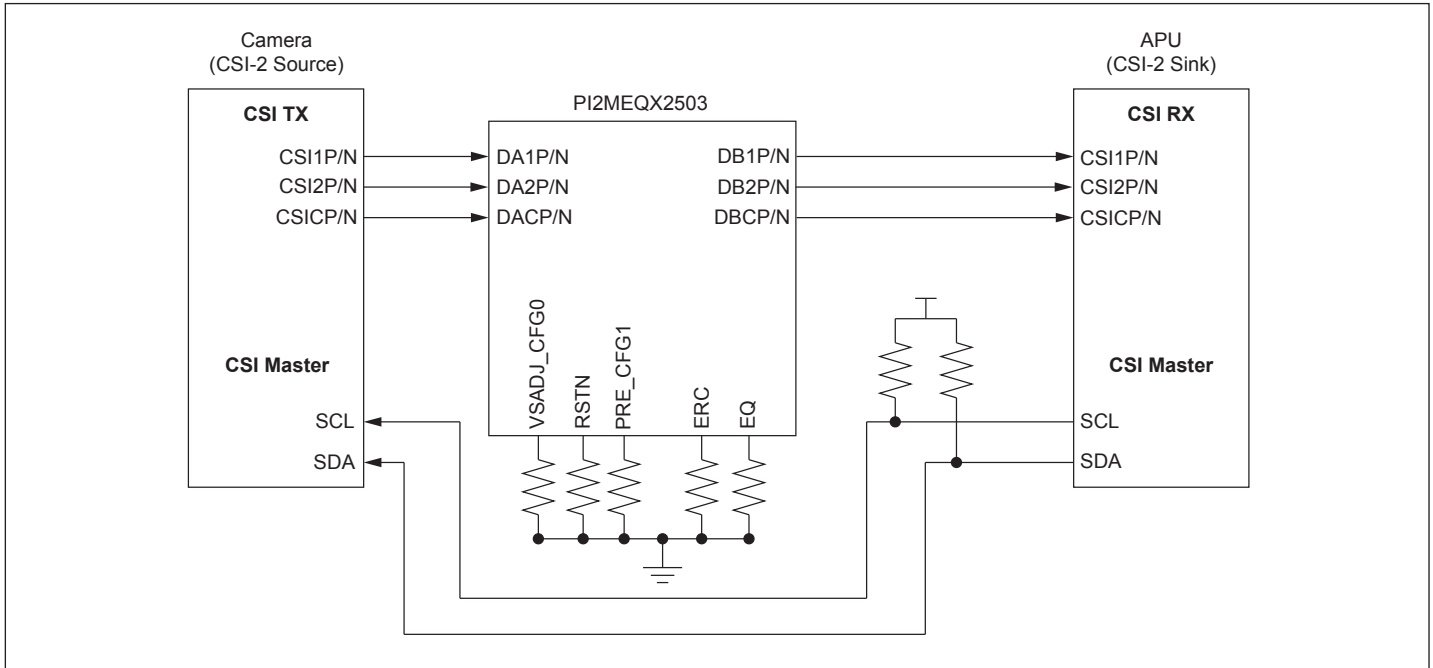 Camera
(CSI-2 Source)
CSI TX
CSI1P/N
CSI2P/N
CSICP/N
CSI Master
SCL
SDA
PI2MEQX2503
DA1P/N
DA2P/N
DACP/N
DB1P/N
DB2P/N
DBCP/N
VSADJ_CFG0
RSTN
PRE_CFG1
ERC
EQ
APU
(CSI-2 Sink)
CSI RX
CSI1P/N
CSI2P/N
CSICP/N
CSI Master
SCL
SDA